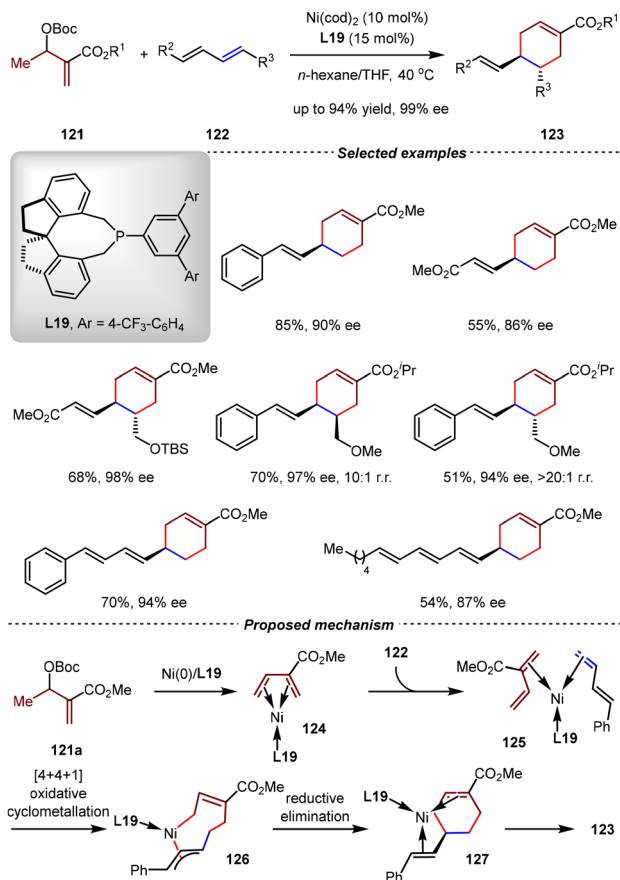 OBoc
Me
CO2R1
121
+
R2
R3
122
Ni(cod)2 (10 mol%)
L19 (15 mol%)
n-hexane/THF, 40 °C
up to 94% yield, 99% ee
CO2R1
R2
R3
123
Selected examples
Ar
P
Ar
L19, Ar = 4-CF3-C6H4
CO2Me
85%, 90% ee
CO2Me
MeO2C
55%, 86% ee
CO2Me
MeO2C
OTBS
68%, 98% ee
CO2iPr
OMe
70%, 97% ee, 10:1 r.r.
CO2iPr
OMe
51%, 94% ee, >20:1 r.r.
CO2Me
70%, 94% ee
CO2Me
Me
4
54%, 87% ee
Proposed mechanism
OBoc
Me
CO2Me
121a
Ni(0)/L19
CO2Me
Ni
L19
124
122
MeO2C
Ni
L19
Ph
125
[4+4+1]
oxidative
cyclometallation
CO2Me
L19
Ni
Ph
126
reductive
elimination
CO2Me
L19
Ni
Ph
127
123